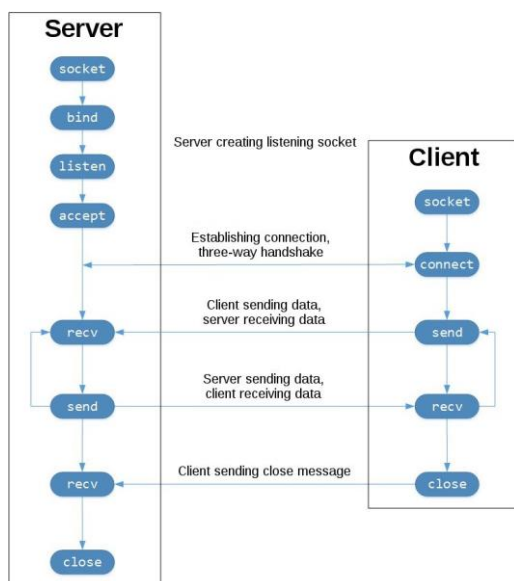 Server
socket
bind
listen
accept
recv
send
recv
close
Server creating listening socket
Establishing connection,
three-way handshake
Client sending data,
server receiving data
Server sending data,
client receiving data
Client sending close message
Client
socket
connect
send
recv
close